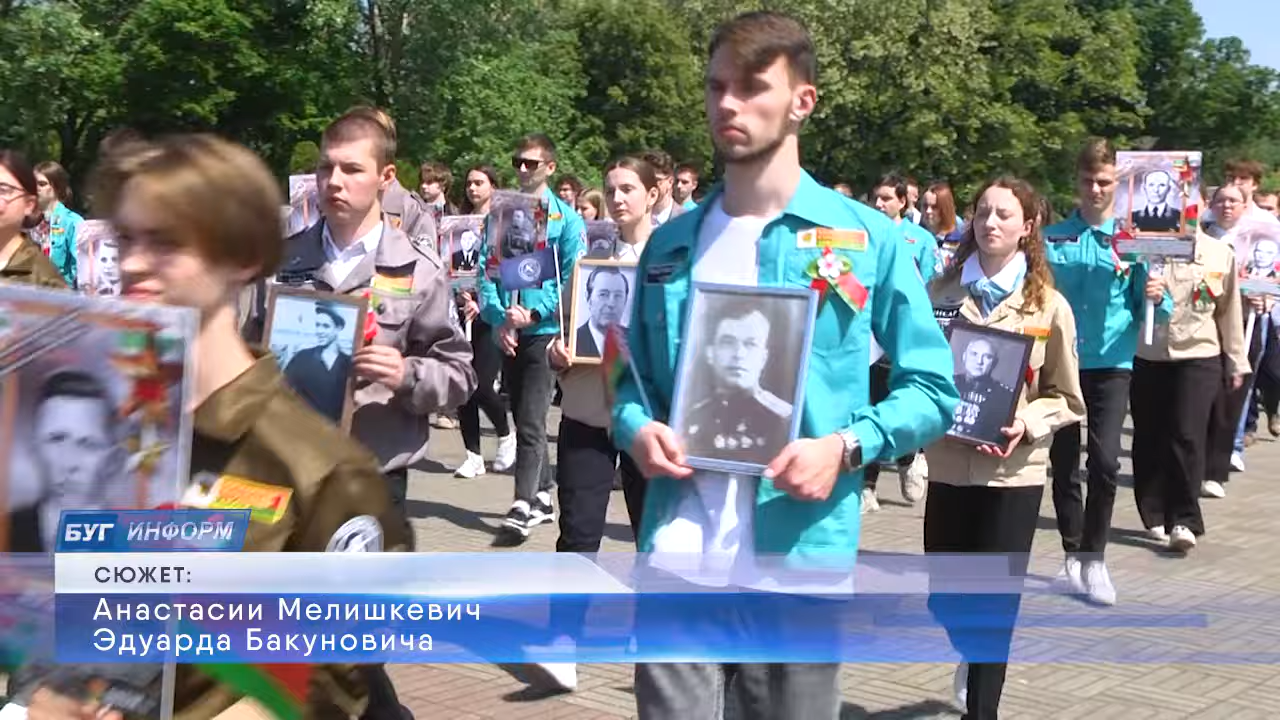 БУГ ИНФОРМ
СЮЖЕТ:
Анастасии Мелишкевич
Эдуарда Бакуновича